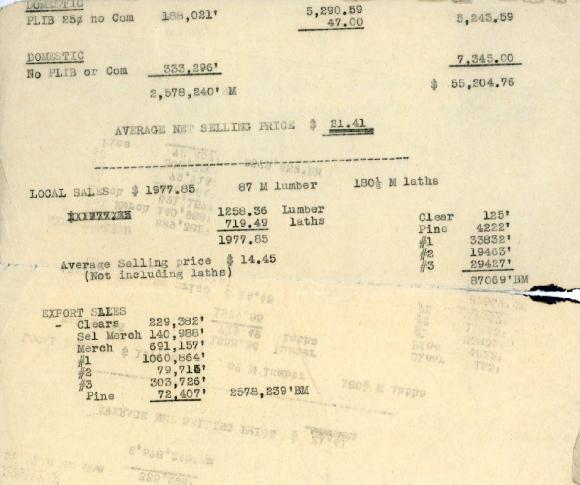 DOMESTIC 5,290.59
PLIB 25¢ no Com 188,021' 47.00 5,243.59
DOMESTIC 7,345.00
No PLIB or Com 333,296'
$ 55,204.76
2,578,240' M
AVERAGE NET SELLING PRICE $ 21.41
LOCAL SALES $ 1977.85 87 M lumber 180½ M laths
1258.36 Lumber
719.49 laths
1977.85
Clear 125'
Pine 4222'
#1 33832'
#2 19463'
#3 29427'
87069'BM
Average Selling price $ 14.45
(Not including laths)
EXPORT SALES
- Clears 229,382'
Sel Merch 140,988'
Merch 691,157'
#1 1060,864'
#2 79,715'
#3 303,726'
Pine 72,407' 2578,239'BM